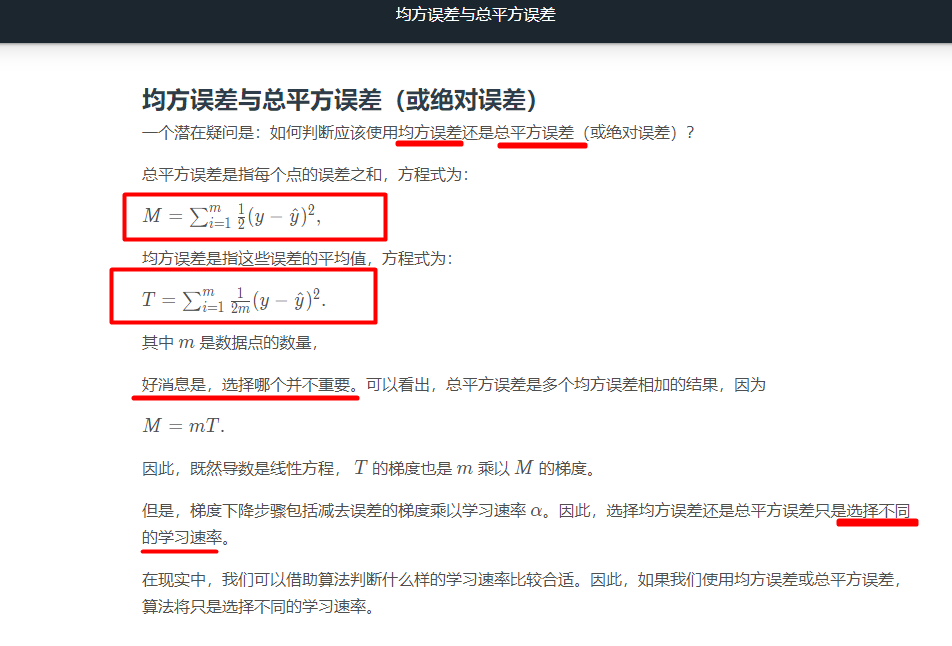 均方误差与总平方误差
均方误差与总平方误差（或绝对误差）
一个潜在疑问是：如何判断应该使用均方误差还是总平方误差（或绝对误差）？
总平方误差是指每个点的误差之和，方程式为：
M = ∑_{i=1}^{m} \frac{1}{2}(y − ŷ)²,
均方误差是指这些误差的平均值，方程式为：
T = ∑_{i=1}^{m} \frac{1}{2m}(y − ŷ)².
其中 m 是数据点的数量，
好消息是，选择哪个并不重要。可以看出，总平方误差是多个均方误差相加的结果，因为
M = mT.
因此，既然导数是线性方程， T 的梯度也是 m 乘以 M 的梯度。
但是，梯度下降步骤包括减去误差的梯度乘以学习速率 α。因此，选择均方误差还是总平方误差只是选择不同
的学习速率。
在现实中，我们可以借助算法判断什么样的学习速率比较合适。因此，如果我们使用均方误差或总平方误差，
算法将只是选择不同的学习速率。